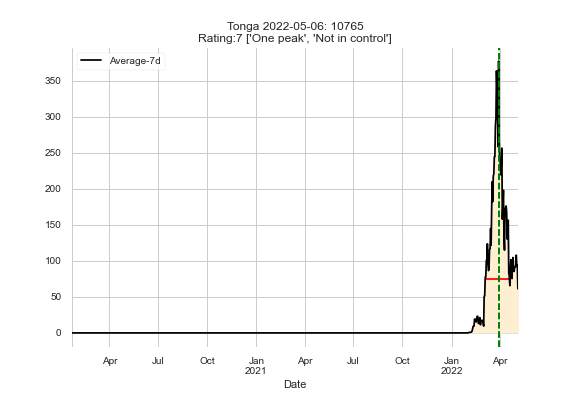 Tonga 2022-05-06: 10765
Rating:7 ['One peak', 'Not in control']
Average-7d
350
300
250
200
150
100
50
0
Apr Jul Oct Jan Apr Jul Oct Jan Apr
2021 2022
Date